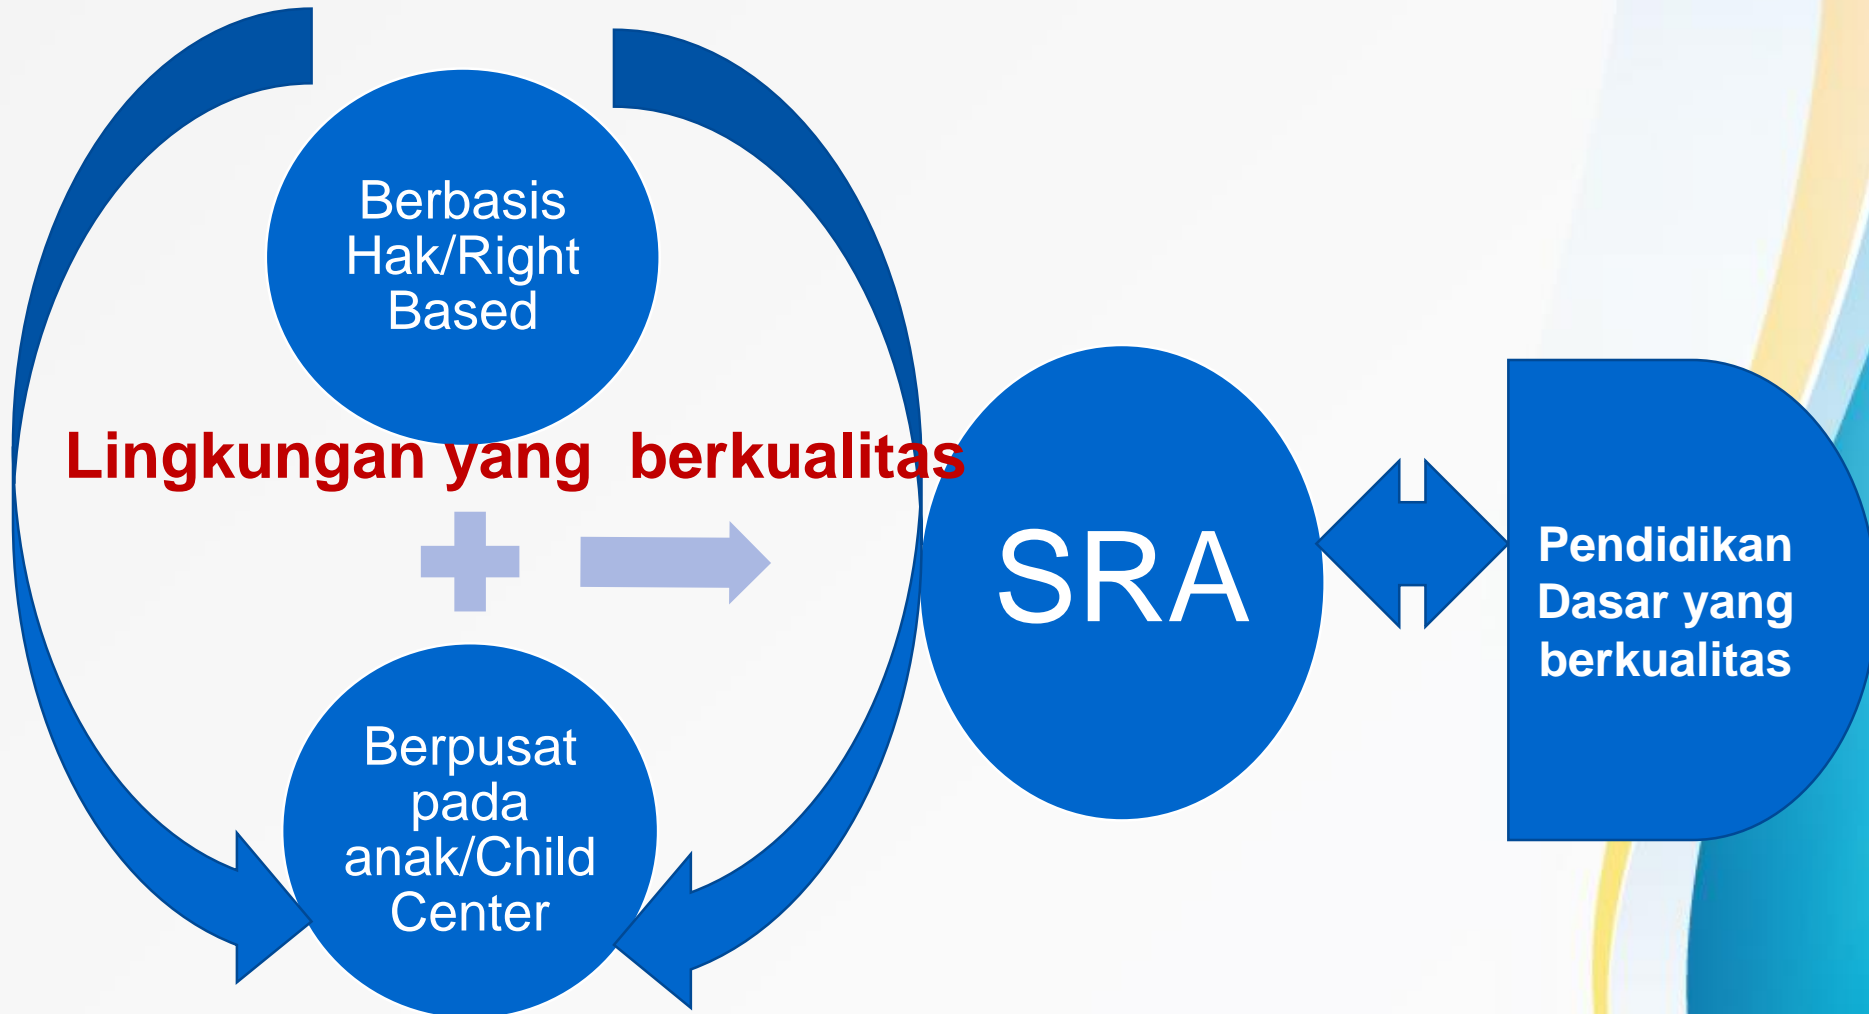 Berbasis
Hak/Right
Based
Lingkungan yang  berkualitas
Berpusat
pada
anak/Child
Center
SRA
Pendidikan
Dasar yang
berkualitas